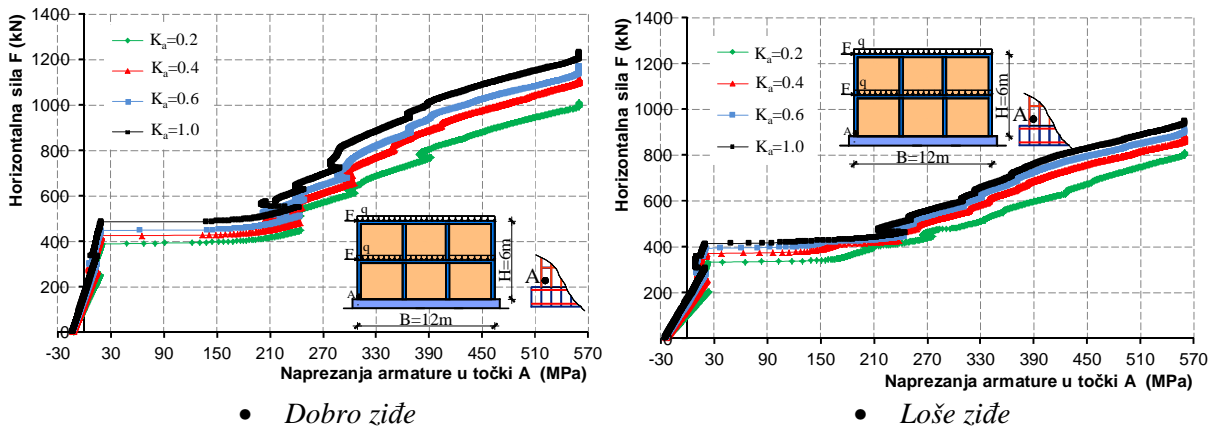 Horizontalna sila F (kN)
1400
1200
1000
800
600
400
200
0
-30 30 90 150 210 270 330 390 450 510 570
Naprezanja armature u točki A (MPa)
Ka=0.2
Ka=0.4
Ka=0.6
Ka=1.0
q
F
q
F
A
H=6m
B=12m
A
• Dobro ziđe
Horizontalna sila F (kN)
1400
1200
1000
800
600
400
200
0
-30 30 90 150 210 270 330 390 450 510 570
Naprezanja armature u točki A (MPa)
Ka=0.2
Ka=0.4
Ka=0.6
Ka=1.0
q
F
q
F
A
H=6m
B=12m
A
• Loše ziđe